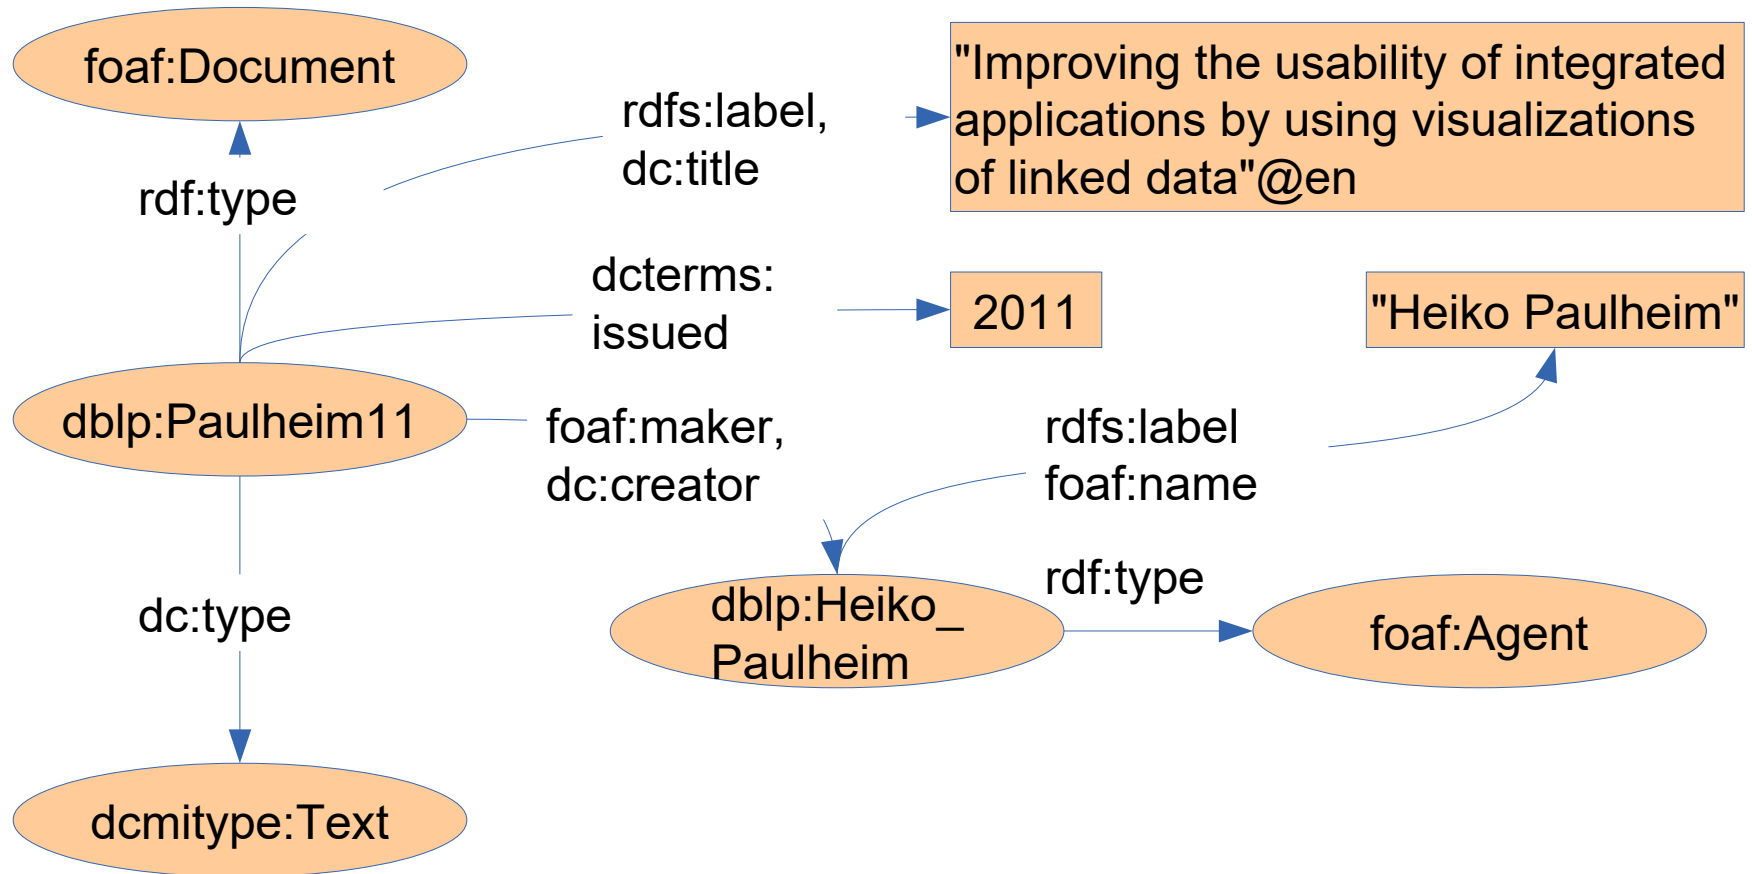 foaf:Document
"Improving the usability of integrated
applications by using visualizations
of linked data"@en
rdfs:label,
dc:title
rdf:type
dcterms:
issued
2011
"Heiko Paulheim"
dblp:Paulheim11
foaf:maker,
dc:creator
rdfs:label
foaf:name
rdf:type
dblp:Heiko_
Paulheim
foaf:Agent
dc:type
dcmitype:Text